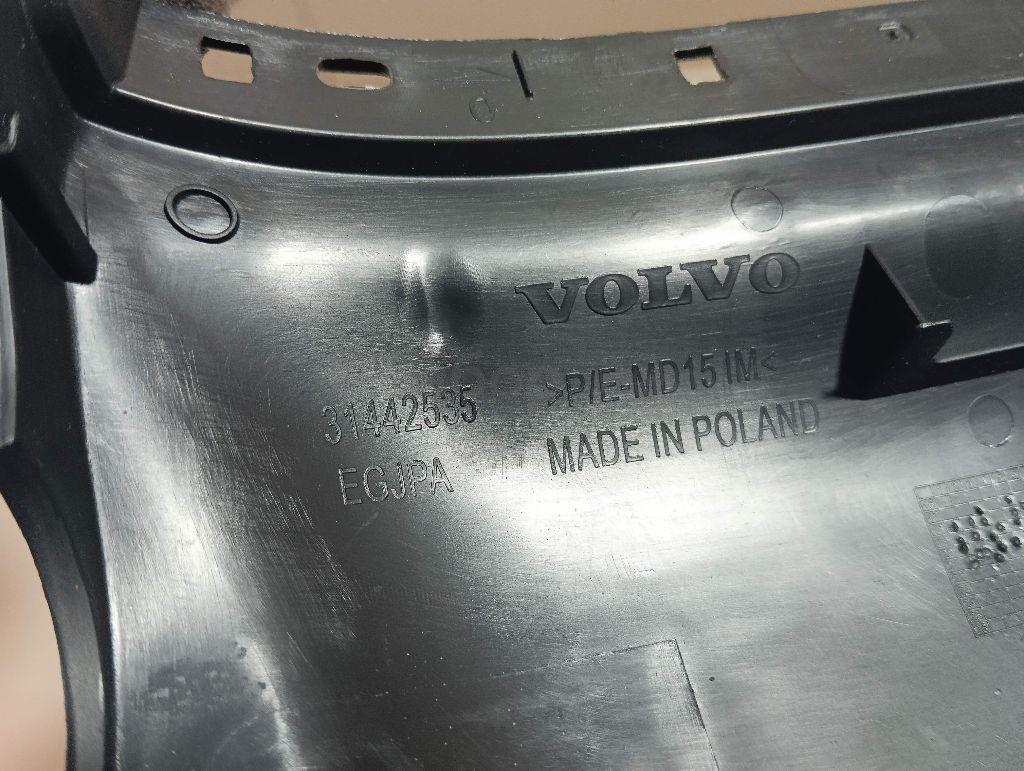 VOLVO
>P/E-MD15 IM<
MADE IN POLAND
31442535
EGJPA